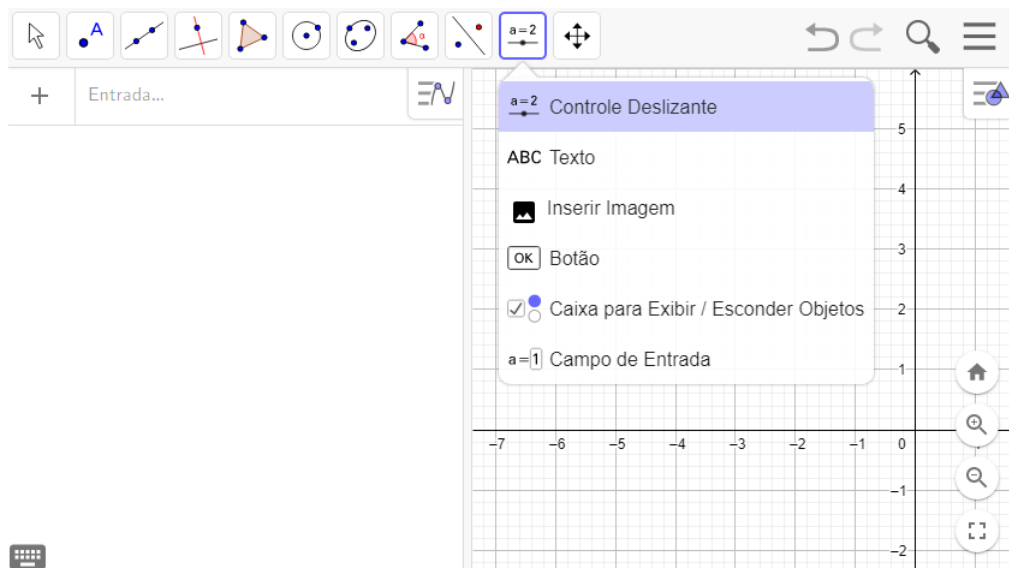 A
α
a=2
+
Entrada...
a=2 Controle Deslizante
ABC Texto
Inserir Imagem
OK Botão
Caixa para Exibir / Esconder Objetos
a=1 Campo de Entrada
5
4
3
2
1
–7 –6 –5 –4 –3 –2 –1 0
–1
–2